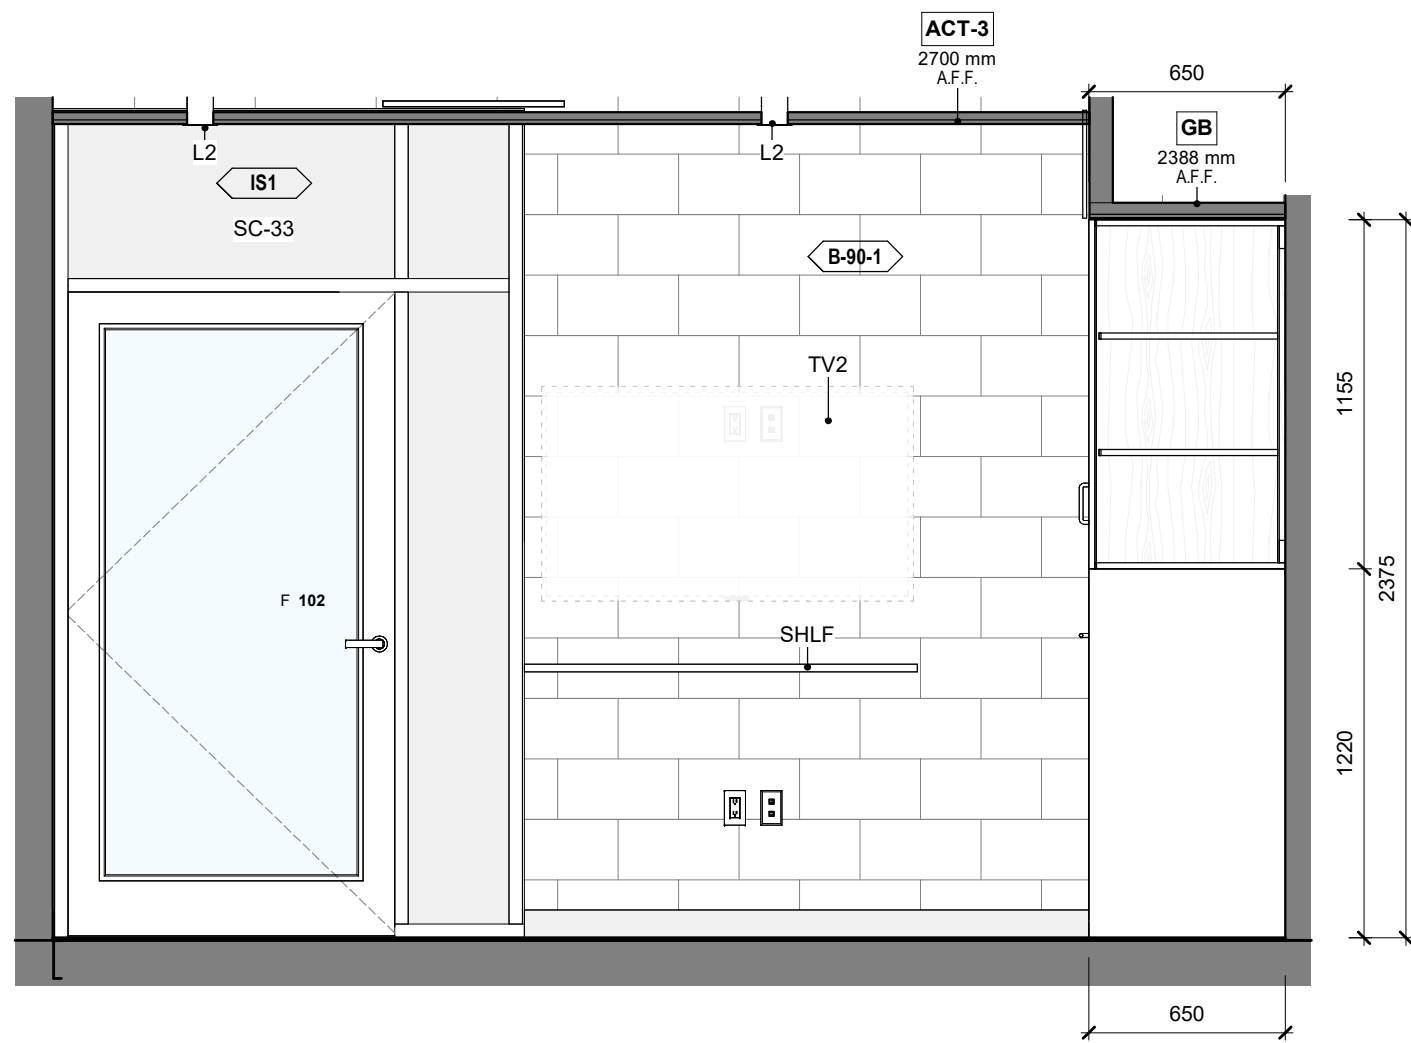 ACT-3
2700 mm
A.F.F.
650
GB
2388 mm
A.F.F.
L2
L2
IS1
SC-33
B-90-1
TV2
1155
2375
F 102
SHLF
1220
650